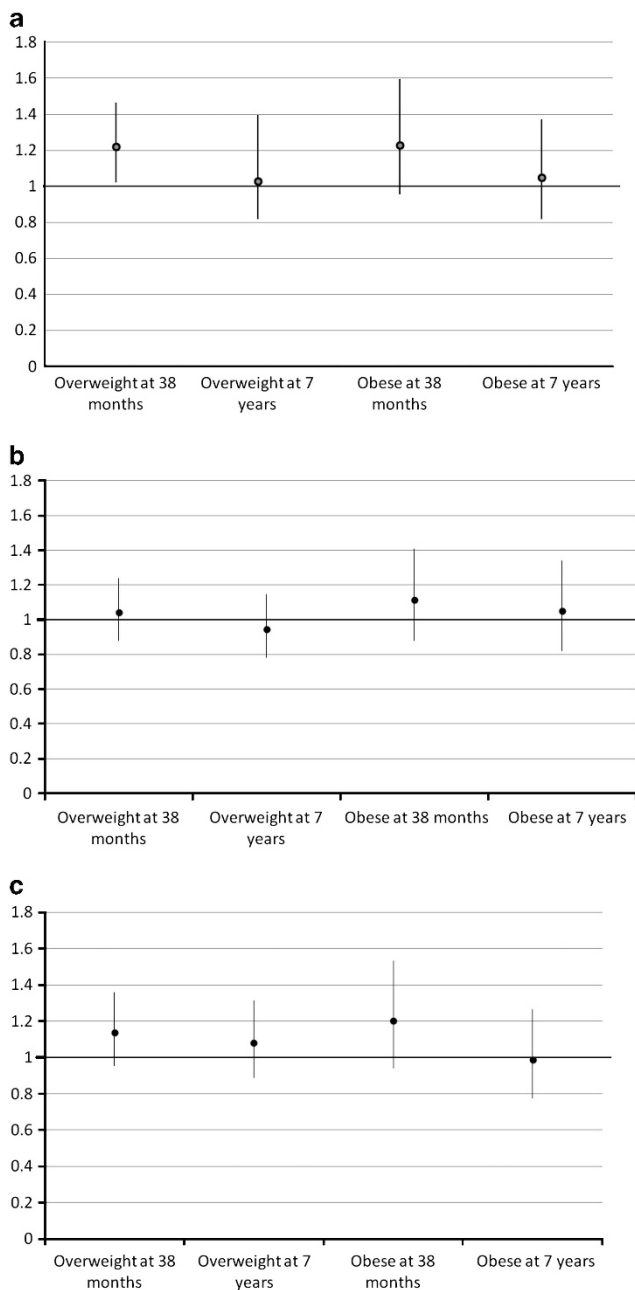 a
1.8
1.6
1.4
1.2
1
0.8
0.6
0.4
0.2
0
Overweight at 38
months
Overweight at 7
years
Obese at 38
months
Obese at 7 years
b
1.8
1.6
1.4
1.2
1
0.8
0.6
0.4
0.2
0
Overweight at 38
months
Overweight at 7
years
Obese at 38 months
Obese at 7 years
c
1.8
1.6
1.4
1.2
1
0.8
0.6
0.4
0.2
0
Overweight at 38
months
Overweight at 7
years
Obese at 38
months
Obese at 7 years